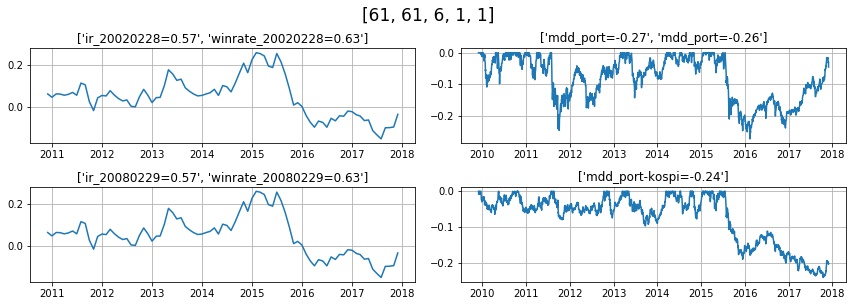 [61, 61, 6, 1, 1]
['ir_20020228=0.57', 'winrate_20020228=0.63']
0.2
0.0
2011 2012 2013 2014 2015 2016 2017 2018
['mdd_port=-0.27', 'mdd_port=-0.26']
0.0
−0.1
−0.2
2010 2011 2012 2013 2014 2015 2016 2017 2018
['ir_20080229=0.57', 'winrate_20080229=0.63']
0.2
0.0
2011 2012 2013 2014 2015 2016 2017 2018
['mdd_port-kospi=-0.24']
0.0
−0.1
−0.2
2010 2011 2012 2013 2014 2015 2016 2017 2018